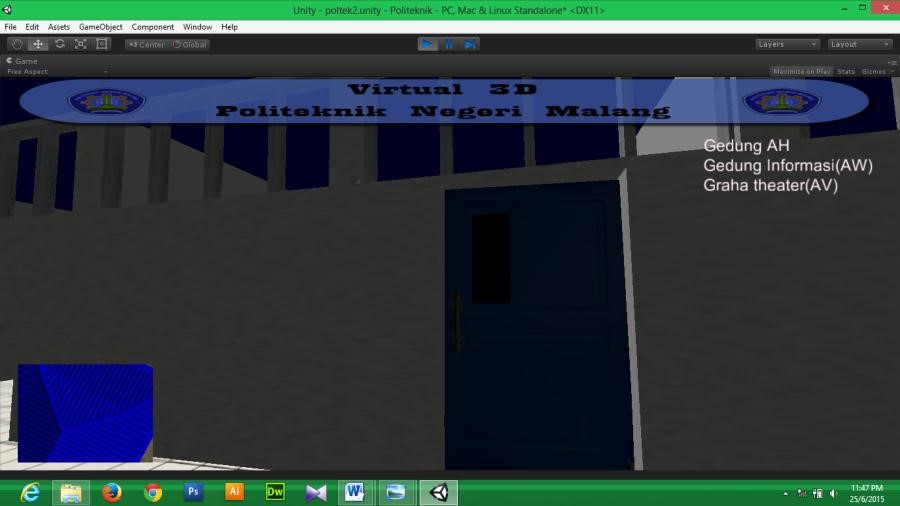 Unity - poltek2.unity - Politeknik - PC, Mac & Linux Standalone* <DX11>
File Edit Assets GameObject Component Window Help
Center Global
Layers
Layout
Game
Free Aspect
Maximize on Play Stats Gizmos
Virtual 3D
Politeknik Negeri Malang
Gedung AH
Gedung Informasi(AW)
Graha theater(AV)
Ps
Ai
Dw
W
11:47 PM
25/6/2015